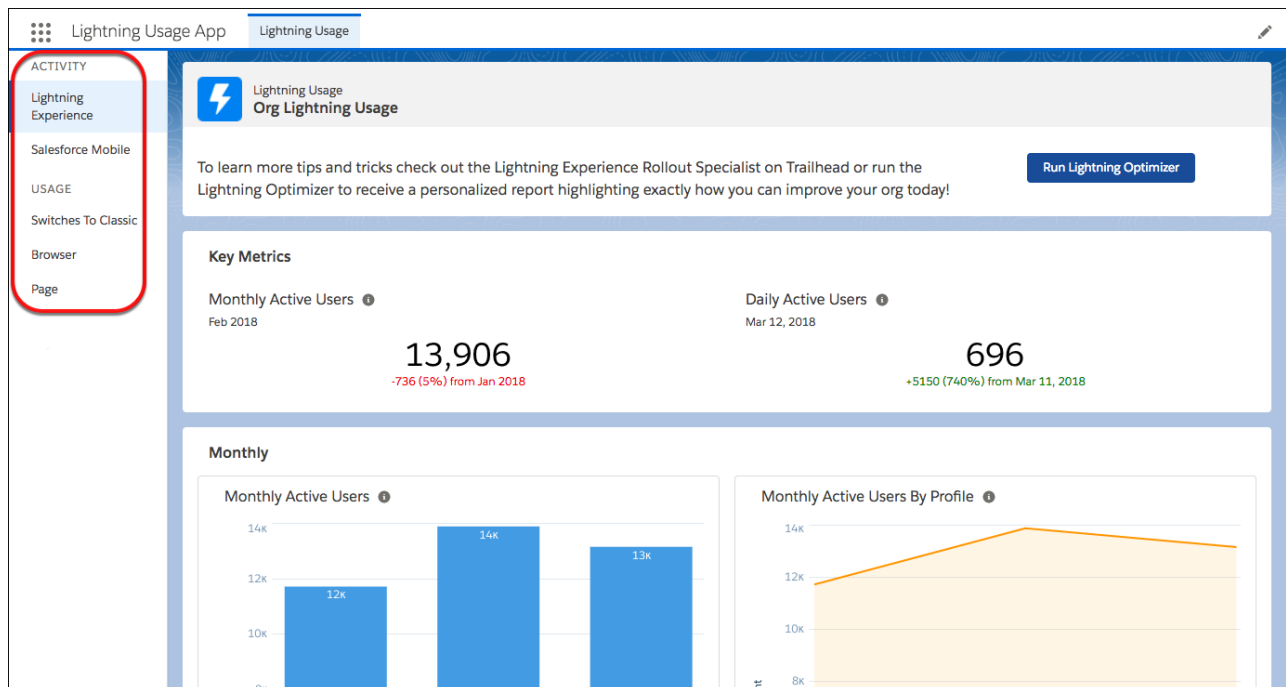 Lightning Usage App
Lightning Usage
ACTIVITY
Lightning
Experience
Salesforce Mobile
USAGE
Switches To Classic
Browser
Page
Lightning Usage
Org Lightning Usage
To learn more tips and tricks check out the Lightning Experience Rollout Specialist on Trailhead or run the
Lightning Optimizer to receive a personalized report highlighting exactly how you can improve your org today!
Run Lightning Optimizer
Key Metrics
Monthly Active Users
Feb 2018
13,906
-736 (5%) from Jan 2018
Daily Active Users
Mar 12, 2018
696
+5150 (740%) from Mar 11, 2018
Monthly
Monthly Active Users
14K
12K
10K
12K
14K
13K
Monthly Active Users By Profile
14K
12K
10K
8K